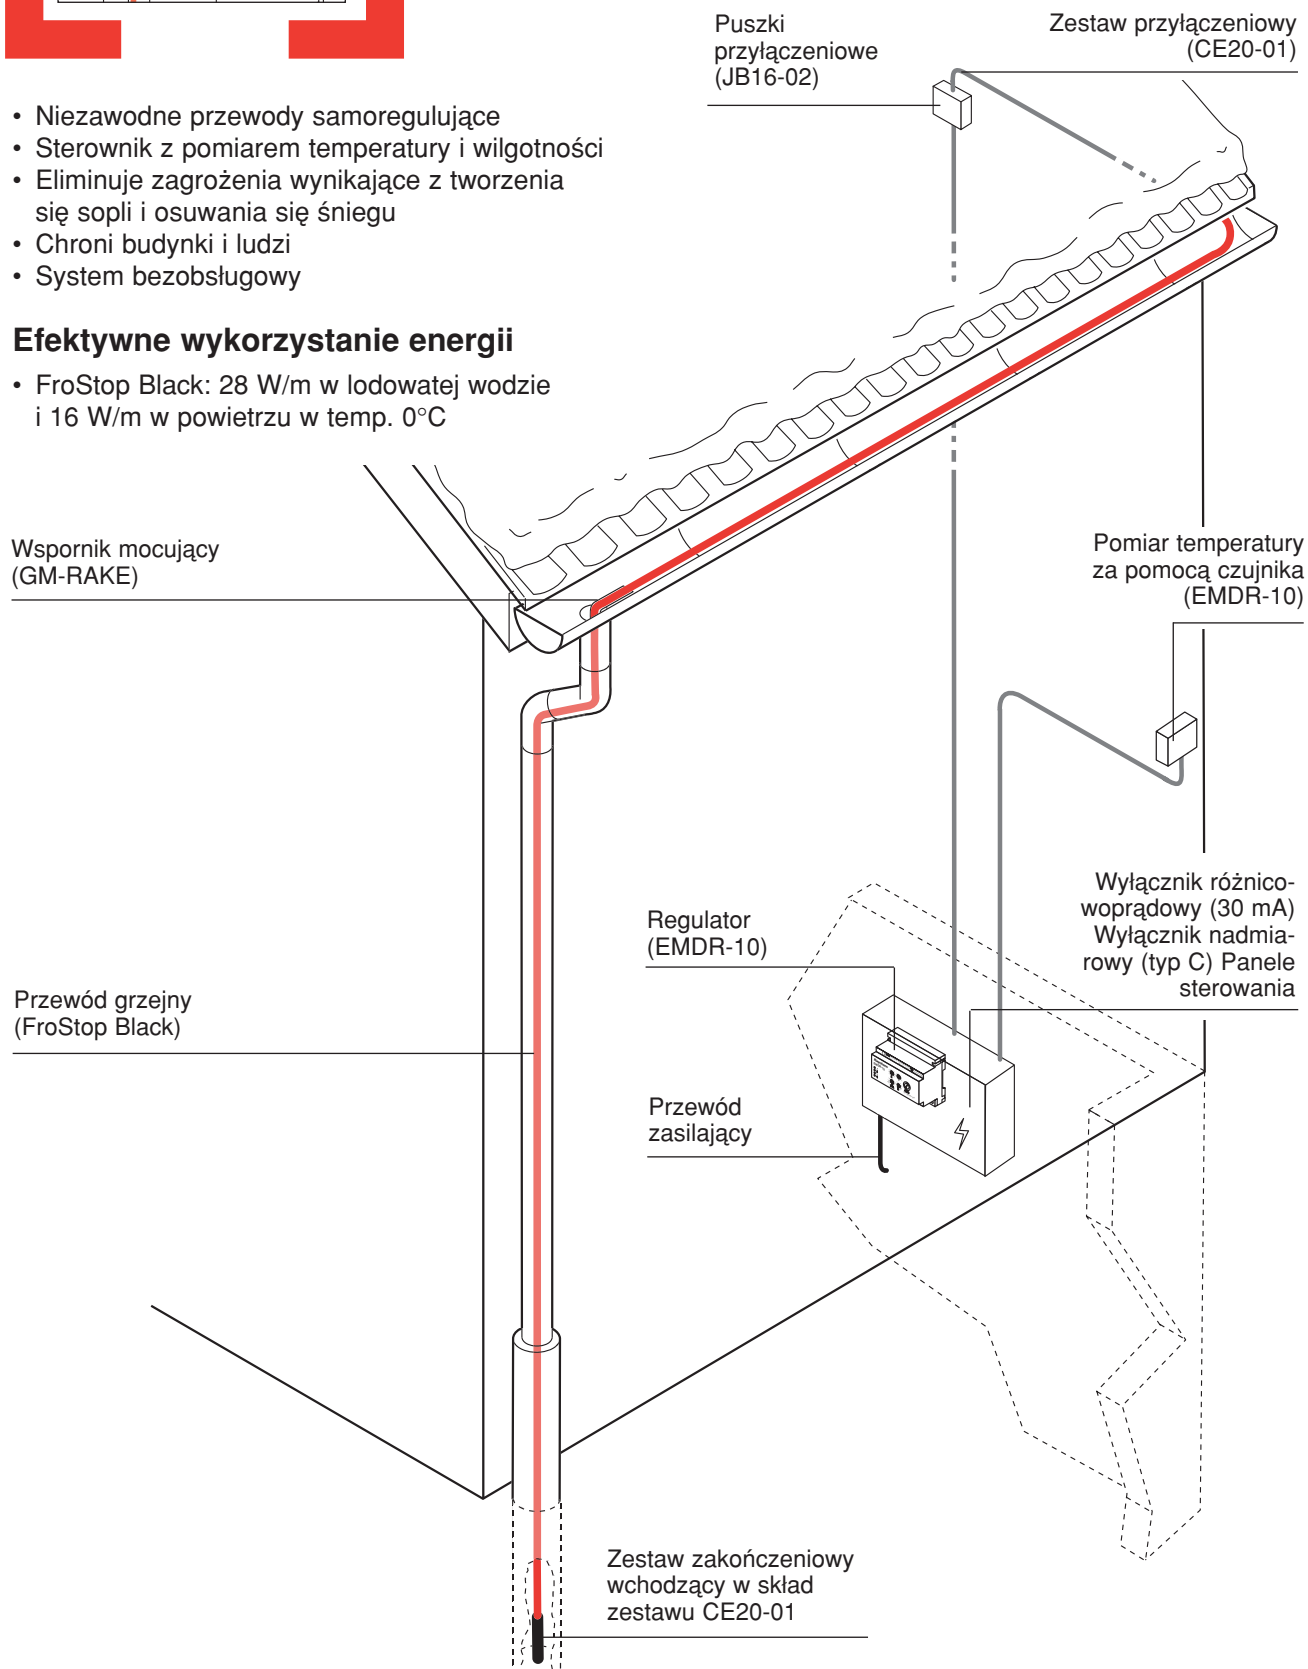 Puszki
przyłączeniowe
(JB16-02)
Zestaw przyłączeniowy
(CE20-01)
• Niezawodne przewody samoregulujące
• Sterownik z pomiarem temperatury i wilgotności
• Eliminuje zagrożenia wynikające z tworzenia
się sopli i osuwania się śniegu
• Chroni budynki i ludzi
• System bezobsługowy
Efektywne wykorzystanie energii
• FroStop Black: 28 W/m w lodowatej wodzie
i 16 W/m w powietrzu w temp. 0°C
Wspornik mocujący
(GM-RAKE)
Pomiar temperatury
za pomocą czujnika
(EMDR-10)
Wyłącznik różnico-
woprądowy (30 mA)
Wyłącznik nadmia-
rowy (typ C) Panele
sterowania
Regulator
(EMDR-10)
Przewód grzejny
(FroStop Black)
Przewód
zasilający
Zestaw zakończeniowy
wchodzący w skład
zestawu CE20-01